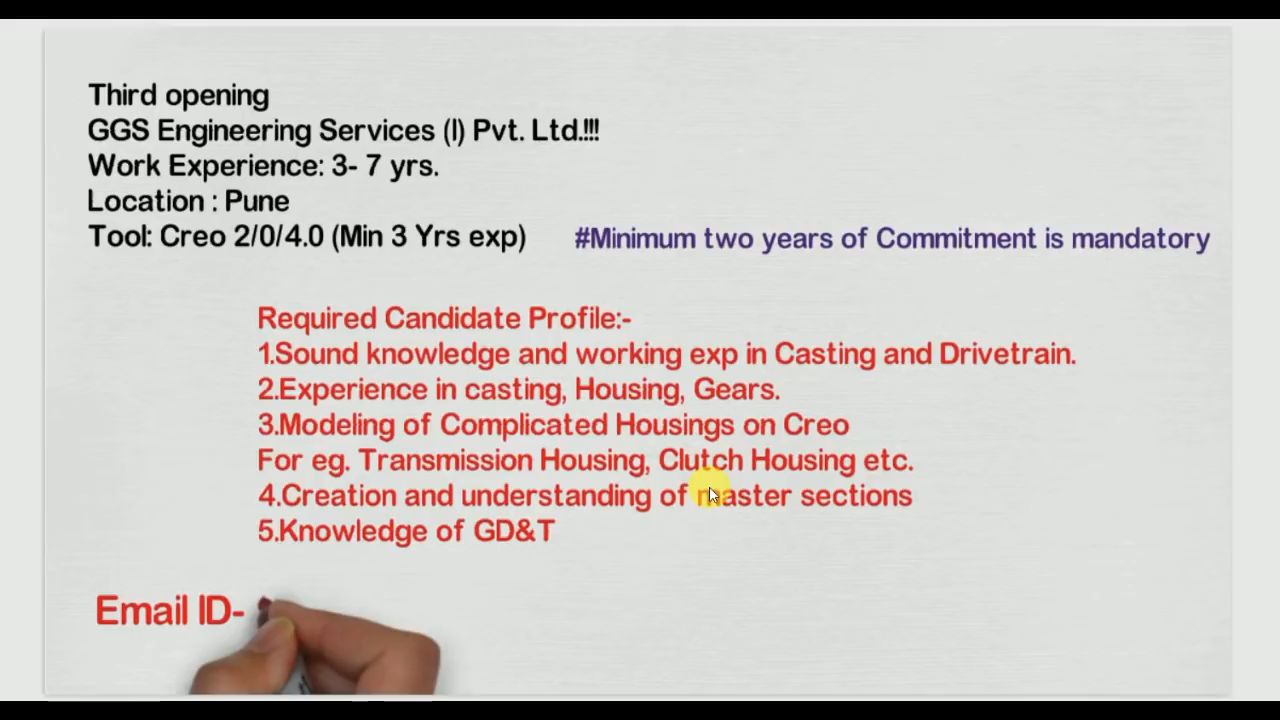 Third opening
GGS Engineering Services (I) Pvt. Ltd.!!!
Work Experience: 3- 7 yrs.
Location : Pune
Tool: Creo 2/0/4.0 (Min 3 Yrs exp) #Minimum two years of Commitment is mandatory
Required Candidate Profile:-
1.Sound knowledge and working exp in Casting and Drivetrain.
2.Experience in casting, Housing, Gears.
3.Modeling of Complicated Housings on Creo
For eg. Transmission Housing, Clutch Housing etc.
4.Creation and understanding of master sections
5.Knowledge of GD&T
Email ID-